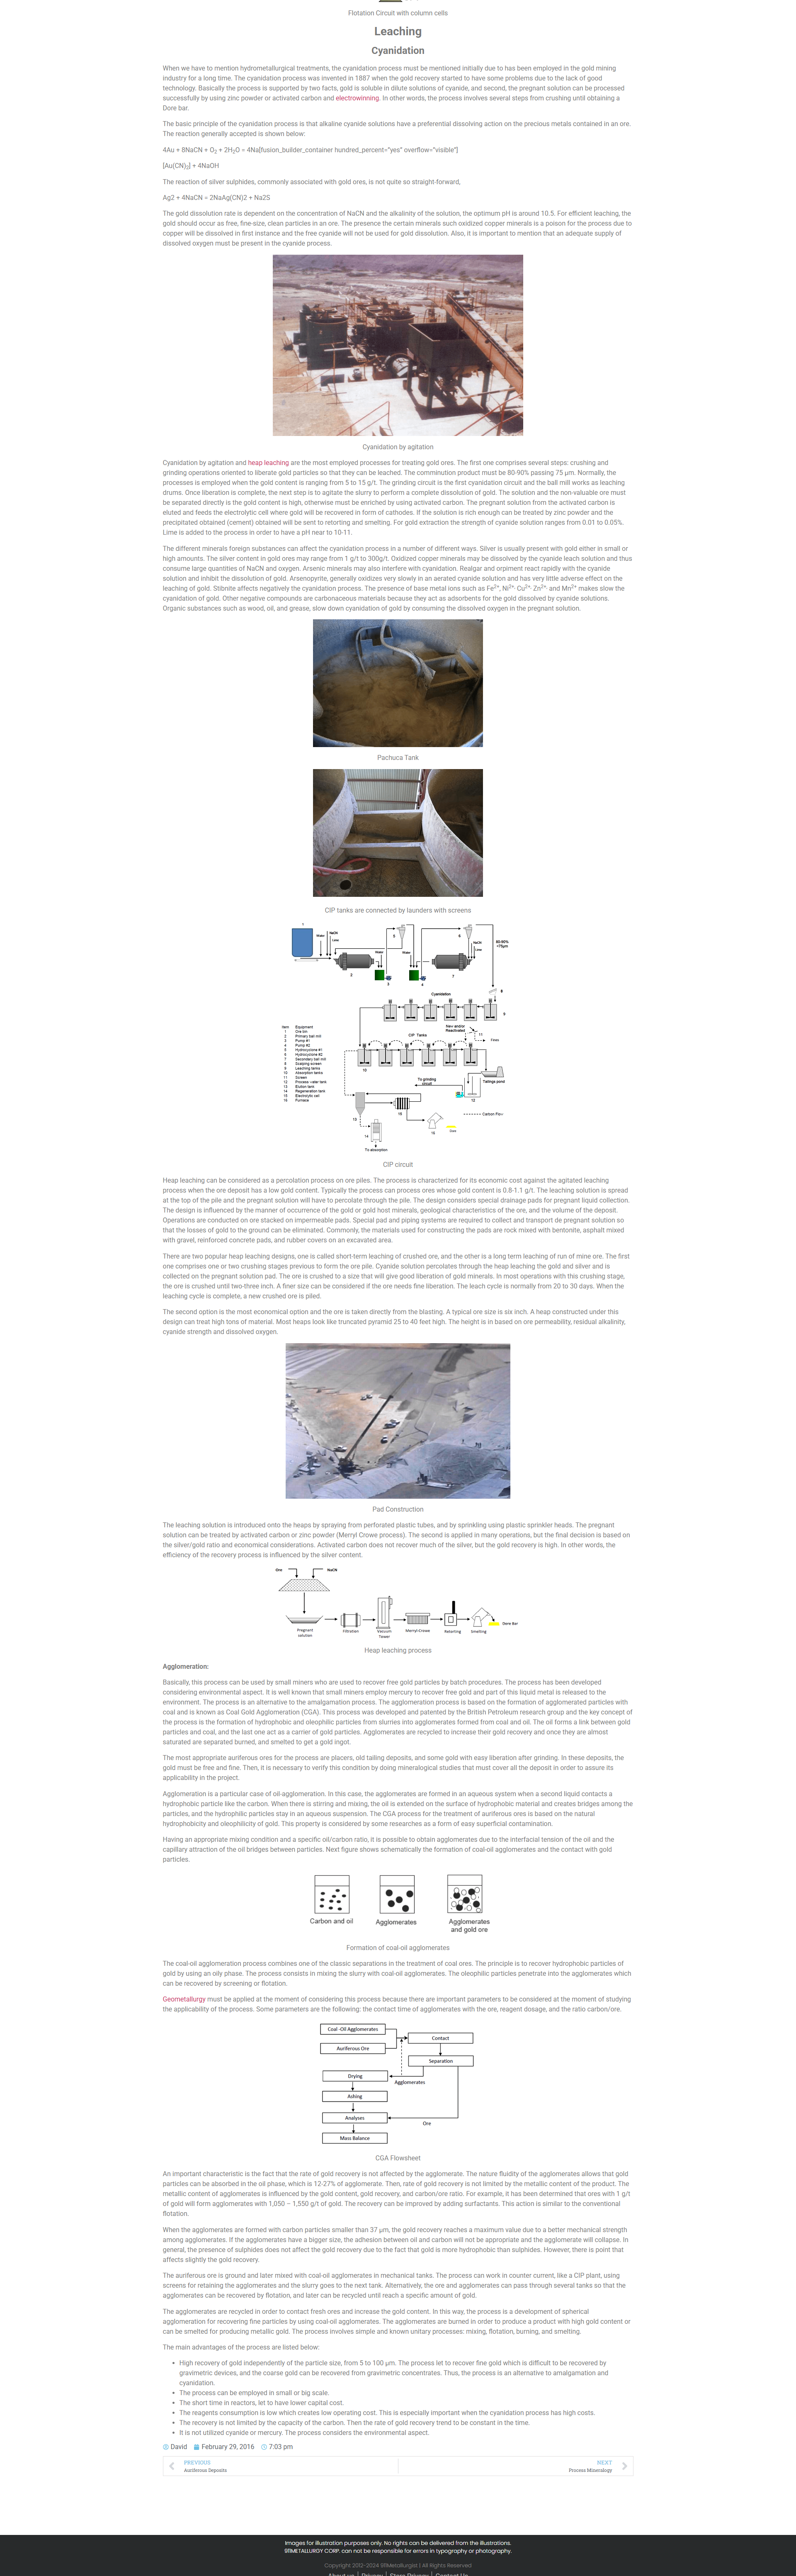 Flotation Circuit with column cells
Leaching
Cyanidation
When we have to mention hydrometallurgical treatments, the cyanidation process must be mentioned initially due to has been employed in the gold mining
industry for a long time. The cyanidation process was invented in 1887 when the gold recovery started to have some problems due to the lack of good
technology. Basically the process is supported by two facts, gold is soluble in dilute solutions of cyanide, and second, the pregnant solution can be processed
successfully by using zinc powder or activated carbon and electrowinning. In other words, the process involves several steps from crushing until obtaining a
Dore bar.
The basic principle of the cyanidation process is that alkaline cyanide solutions have a preferential dissolving action on the precious metals contained in an ore.
The reaction generally accepted is shown below:
4Au + 8NaCN + O2 + 2H2O = 4Na[fusion_builder_container hundred_percent="yes" overflow="visible"]
[Au(CN)2] + 4NaOH
The reaction of silver sulphides, commonly associated with gold ores, is not quite so straight-forward,
Ag2 + 4NaCN = 2NaAg(CN)2 + Na2S
The gold dissolution rate is dependent on the concentration of NaCN and the alkalinity of the solution, the optimum pH is around 10.5. For efficient leaching, the
gold should occur as free, fine-size, clean particles in an ore. The presence the certain minerals such oxidized copper minerals is a poison for the process due to
copper will be dissolved in first instance and the free cyanide will not be used for gold dissolution. Also, it is important to mention that an adequate supply of
dissolved oxygen must be present in the cyanide process.
Cyanidation by agitation
Cyanidation by agitation and heap leaching are the most employed processes for treating gold ores. The first one comprises several steps: crushing and
grinding operations oriented to liberate gold particles so that they can be leached. The comminution product must be 80-90% passing 75 µm. Normally, the
processes is employed when the gold content is ranging from 5 to 15 g/t. The grinding circuit is the first cyanidation circuit and the ball mill works as leaching
drums. Once liberation is complete, the next step is to agitate the slurry to perform a complete dissolution of gold. The solution and the non-valuable ore must
be separated directly is the gold content is high, otherwise must be enriched by using activated carbon. The pregnant solution from the activated carbon is
eluted and feeds the electrolytic cell where gold will be recovered in form of cathodes. If the solution is rich enough can be treated by zinc powder and the
precipitated obtained (cement) obtained will be sent to retorting and smelting. For gold extraction the strength of cyanide solution ranges from 0.01 to 0.05%.
Lime is added to the process in order to have a pH near to 10-11.
The different minerals foreign substances can affect the cyanidation process in a number of different ways. Silver is usually present with gold either in small or
high amounts. The silver content in gold ores may range from 1 g/t to 300g/t. Oxidized copper minerals may be dissolved by the cyanide leach solution and thus
consume large quantities of NaCN and oxygen. Arsenic minerals may also interfere with cyanidation. Realgar and orpiment react rapidly with the cyanide
solution and inhibit the dissolution of gold. Arsenopyrite, generally oxidizes very slowly in an aerated cyanide solution and has very little adverse effect on the
leaching of gold. Stibnite affects negatively the cyanidation process. The presence of base metal ions such as Fe2+, Ni2+, Cu2+, Zn2+, and Mn2+ makes slow the
cyanidation of gold. Other negative compounds are carbonaceous materials because they act as adsorbents for the gold dissolved by cyanide solutions.
Organic substances such as wood, oil, and grease, slow down cyanidation of gold by consuming the dissolved oxygen in the pregnant solution.
Pachuca Tank
CIP tanks are connected by launders with screens
1
Water
NaCN
Lime
5
Water
Water
6
NaCN
Lime
80-90%
<75µm
2
3
4
7
8
Cyanidation
9
Item Equipment
1 Ore bin
2 Primary ball mill
3 Pump #1
4 Pump #2
5 Hydrocyclone #1
6 Hydrocyclone #2
7 Secondary ball mill
8 Scalping screen
9 Leaching tanks
10 Absorption tanks
11 Screen
12 Process water tank
13 Elution tank
14 Regeneration tank
15 Electrolytic cell
16 Furnace
CIP Tanks
New and/or
Reactivated
11
Fines
10
To grinding
circuit
12
Tailings pond
13
15
16
Dore
Carbon Flow
14
To absorption
CIP circuit
Heap leaching can be considered as a percolation process on ore piles. The process is characterized for its economic cost against the agitated leaching
process when the ore deposit has a low gold content. Typically the process can process ores whose gold content is 0.8-1.1 g/t. The leaching solution is spread
at the top of the pile and the pregnant solution will have to percolate through the pile. The design considers special drainage pads for pregnant liquid collection.
The design is influenced by the manner of occurrence of the gold or gold host minerals, geological characteristics of the ore, and the volume of the deposit.
Operations are conducted on ore stacked on impermeable pads. Special pad and piping systems are required to collect and transport de pregnant solution so
that the losses of gold to the ground can be eliminated. Commonly, the materials used for constructing the pads are rock mixed with bentonite, asphalt mixed
with gravel, reinforced concrete pads, and rubber covers on an excavated area.
There are two popular heap leaching designs, one is called short-term leaching of crushed ore, and the other is a long term leaching of run of mine ore. The first
one comprises one or two crushing stages previous to form the ore pile. Cyanide solution percolates through the heap leaching the gold and silver and is
collected on the pregnant solution pad. The ore is crushed to a size that will give good liberation of gold minerals. In most operations with this crushing stage,
the ore is crushed until two-three inch. A finer size can be considered if the ore needs fine liberation. The leach cycle is normally from 20 to 30 days. When the
leaching cycle is complete, a new crushed ore is piled.
The second option is the most economical option and the ore is taken directly from the blasting. A typical ore size is six inch. A heap constructed under this
design can treat high tons of material. Most heaps look like truncated pyramid 25 to 40 feet high. The height is in based on ore permeability, residual alkalinity,
cyanide strength and dissolved oxygen.
Pad Construction
The leaching solution is introduced onto the heaps by spraying from perforated plastic tubes, and by sprinkling using plastic sprinkler heads. The pregnant
solution can be treated by activated carbon or zinc powder (Merryl Crowe process). The second is applied in many operations, but the final decision is based on
the silver/gold ratio and economical considerations. Activated carbon does not recover much of the silver, but the gold recovery is high. In other words, the
efficiency of the recovery process is influenced by the silver content.
Ore
NaCN
Pregnant
solution
Filtration
Vacuum
Tower
Merryl-Crowe
Retorting
Smelting
Dore Bar
Heap leaching process
Agglomeration:
Basically, this process can be used by small miners who are used to recover free gold particles by batch procedures. The process has been developed
considering environmental aspect. It is well known that small miners employ mercury to recover free gold and part of this liquid metal is released to the
environment. The process is an alternative to the amalgamation process. The agglomeration process is based on the formation of agglomerated particles with
coal and is known as Coal Gold Agglomeration (CGA). This process was developed and patented by the British Petroleum research group and the key concept of
the process is the formation of hydrophobic and oleophilic particles from slurries into agglomerates formed from coal and oil. The oil forms a link between gold
particles and coal, and the last one act as a carrier of gold particles. Agglomerates are recycled to increase their gold recovery and once they are almost
saturated are separated burned, and smelted to get a gold ingot.
The most appropriate auriferous ores for the process are placers, old tailing deposits, and some gold with easy liberation after grinding. In these deposits, the
gold must be free and fine. Then, it is necessary to verify this condition by doing mineralogical studies that must cover all the deposit in order to assure its
applicability in the project.
Agglomeration is a particular case of oil-agglomeration. In this case, the agglomerates are formed in an aqueous system when a second liquid contacts a
hydrophobic particle like the carbon. When there is stirring and mixing, the oil is extended on the surface of hydrophobic material and creates bridges among the
particles, and the hydrophilic particles stay in an aqueous suspension. The CGA process for the treatment of auriferous ores is based on the natural
hydrophobicity and oleophilicity of gold. This property is considered by some researches as a form of easy superficial contamination.
Having an appropriate mixing condition and a specific oil/carbon ratio, it is possible to obtain agglomerates due to the interfacial tension of the oil and the
capillary attraction of the oil bridges between particles. Next figure shows schematically the formation of coal-oil agglomerates and the contact with gold
particles.
Carbon and oil
Agglomerates
Agglomerates
and gold ore
Formation of coal-oil agglomerates
The coal-oil agglomeration process combines one of the classic separations in the treatment of coal ores. The principle is to recover hydrophobic particles of
gold by using an oily phase. The process consists in mixing the slurry with coal-oil agglomerates. The oleophilic particles penetrate into the agglomerates which
can be recovered by screening or flotation.
Geometallurgy must be applied at the moment of considering this process because there are important parameters to be considered at the moment of studying
the applicability of the process. Some parameters are the following: the contact time of agglomerates with the ore, reagent dosage, and the ratio carbon/ore.
Coal -Oil Agglomerates
Contact
Auriferous Ore
Separation
Drying
Agglomerates
Ashing
Analyses
Ore
Mass Balance
CGA Flowsheet
An important characteristic is the fact that the rate of gold recovery is not affected by the agglomerate. The nature fluidity of the agglomerates allows that gold
particles can be absorbed in the oil phase, which is 12-27% of agglomerate. Then, rate of gold recovery is not limited by the metallic content of the product. The
metallic content of agglomerates is influenced by the gold content, gold recovery, and carbon/ore ratio. For example, it has been determined that ores with 1 g/t
of gold will form agglomerates with 1,050 – 1,550 g/t of gold. The recovery can be improved by adding surfactants. This action is similar to the conventional
flotation.
When the agglomerates are formed with carbon particles smaller than 37 µm, the gold recovery reaches a maximum value due to a better mechanical strength
among agglomerates. If the agglomerates have a bigger size, the adhesion between oil and carbon will not be appropriate and the agglomerate will collapse. In
general, the presence of sulphides does not affect the gold recovery due to the fact that gold is more hydrophobic than sulphides. However, there is point that
affects slightly the gold recovery.
The auriferous ore is ground and later mixed with coal-oil agglomerates in mechanical tanks. The process can work in counter current, like a CIP plant, using
screens for retaining the agglomerates and the slurry goes to the next tank. Alternatively, the ore and agglomerates can pass through several tanks so that the
agglomerates can be recovered by flotation, and later can be recycled until reach a specific amount of gold.
The agglomerates are recycled in order to contact fresh ores and increase the gold content. In this way, the process is a development of spherical
agglomeration for recovering fine particles by using coal-oil agglomerates. The agglomerates are burned in order to produce a product with high gold content or
can be smelted for producing metallic gold. The process involves simple and known unitary processes: mixing, flotation, burning, and smelting.
The main advantages of the process are listed below:
• High recovery of gold independently of the particle size, from 5 to 100 µm. The process let to recover fine gold which is difficult to be recovered by
gravimetric devices, and the coarse gold can be recovered from gravimetric concentrates. Thus, the process is an alternative to amalgamation and
cyanidation.
• The process can be employed in small or big scale.
• The short time in reactors, let to have lower capital cost.
• The reagents consumption is low which creates low operating cost. This is especially important when the cyanidation process has high costs.
• The recovery is not limited by the capacity of the carbon. Then the rate of gold recovery trend to be constant in the time.
• It is not utilized cyanide or mercury. The process considers the environmental aspect.
David February 29, 2016 7:03 pm
PREVIOUS
Auriferous Deposits
NEXT
Process Mineralogy
Images for illustration purposes only. No rights can be delivered from the illustrations.
911METALLURGY CORP. can not be responsible for errors in typography or photography.
Copyright 2012-2024 911Metallurgist | All Rights Reserved
About us | Privacy | Store Privacy | Contact Us